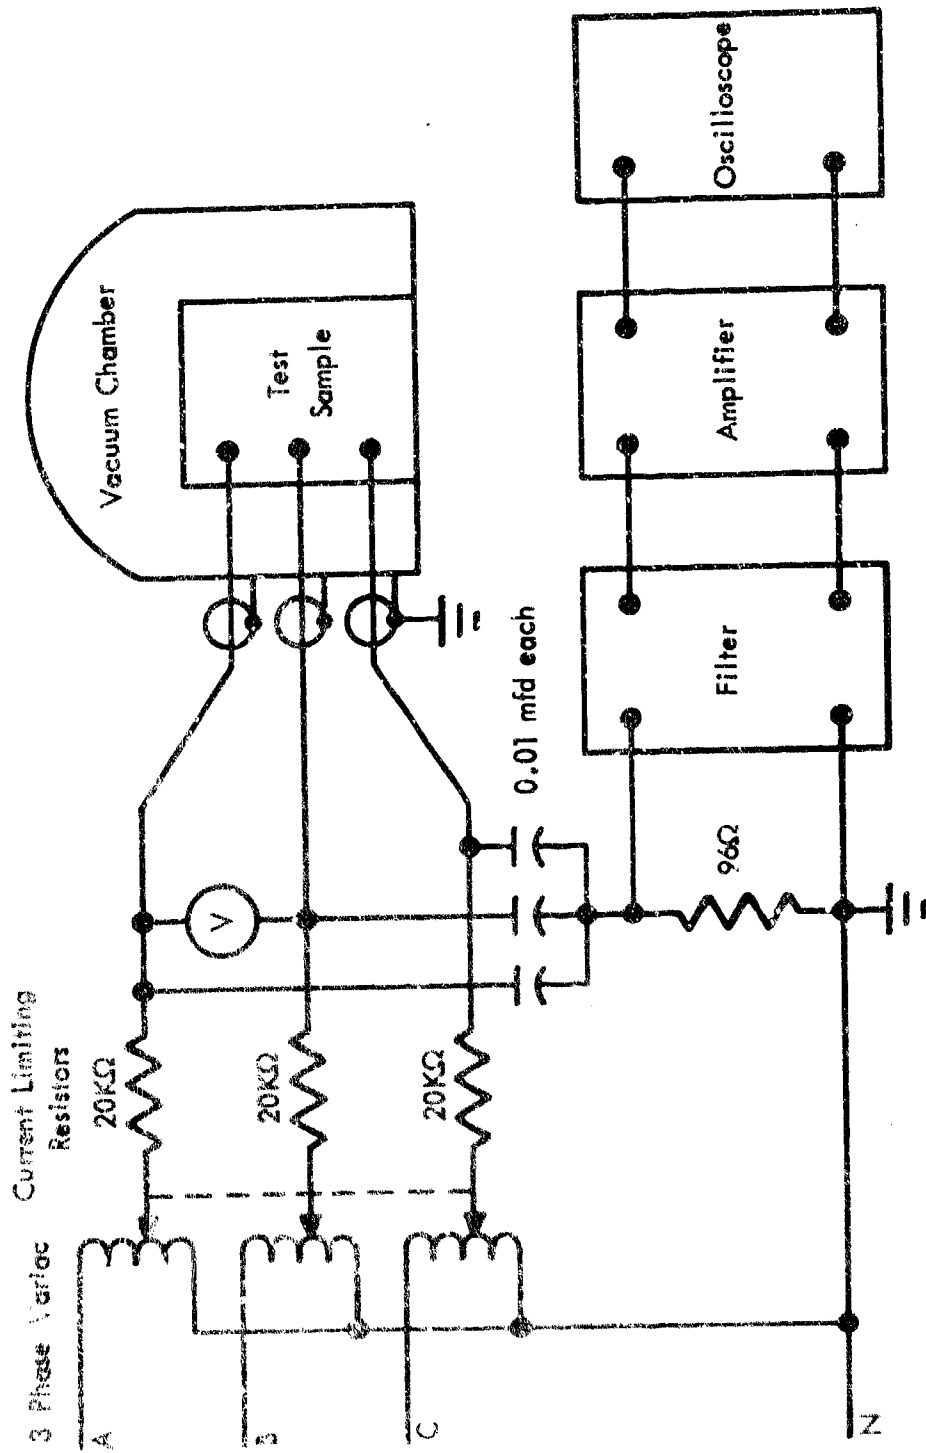 3 Phase Variac
Current Limiting
Resistors
A
B
C
N
20KΩ
20KΩ
20KΩ
V
0.01 mfd each
96Ω
Vacuum Chamber
Test
Sample
Filter
Amplifier
Oscilloscope